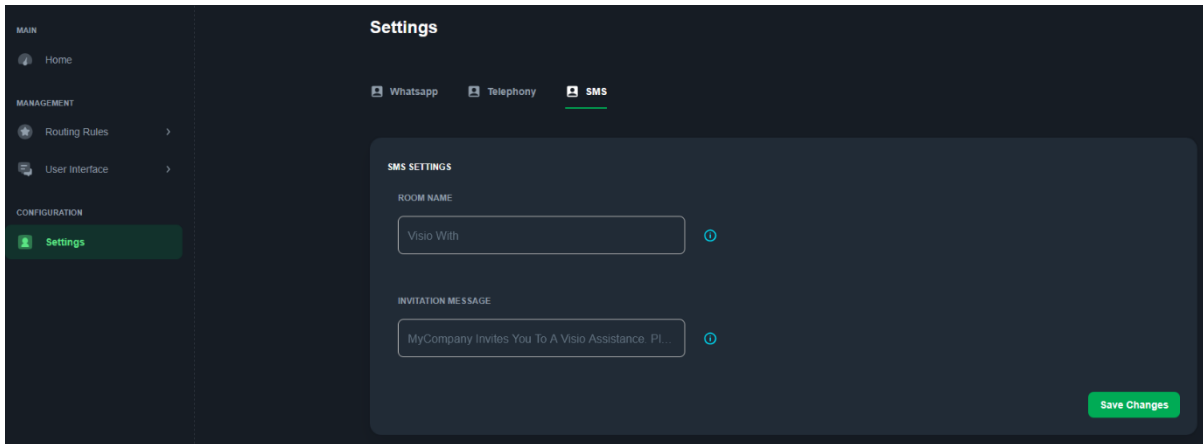 MAIN
Home
MANAGEMENT
Routing Rules
User Interface
CONFIGURATION
Settings
Settings
Whatsapp Telephony SMS
SMS SETTINGS
ROOM NAME
Visio With
INVITATION MESSAGE
MyCompany Invites You To A Visio Assistance. Pl...
Save Changes